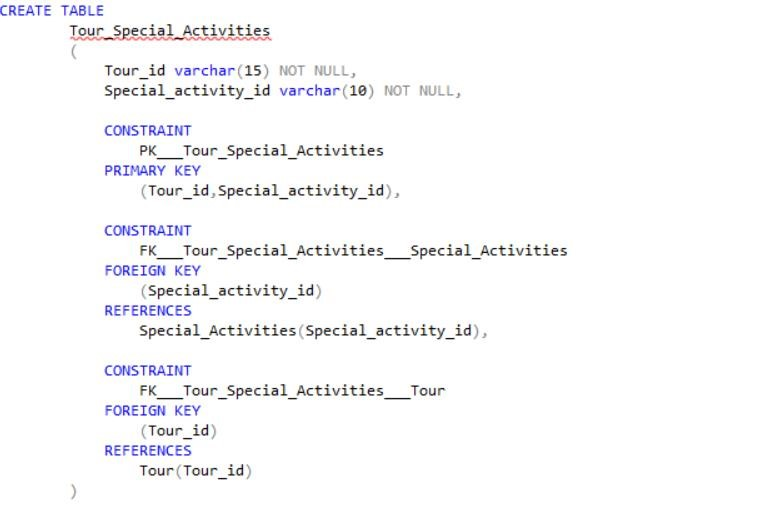 CREATE TABLE
Tour_Special_Activities
(
Tour_id varchar(15) NOT NULL,
Special_activity_id varchar(10) NOT NULL,
CONSTRAINT
PK___Tour_Special_Activities
PRIMARY KEY
(Tour_id,Special_activity_id),
CONSTRAINT
FK___Tour_Special_Activities___Special_Activities
FOREIGN KEY
(Special_activity_id)
REFERENCES
Special_Activities(Special_activity_id),
CONSTRAINT
FK___Tour_Special_Activities___Tour
FOREIGN KEY
(Tour_id)
REFERENCES
Tour(Tour_id)
)